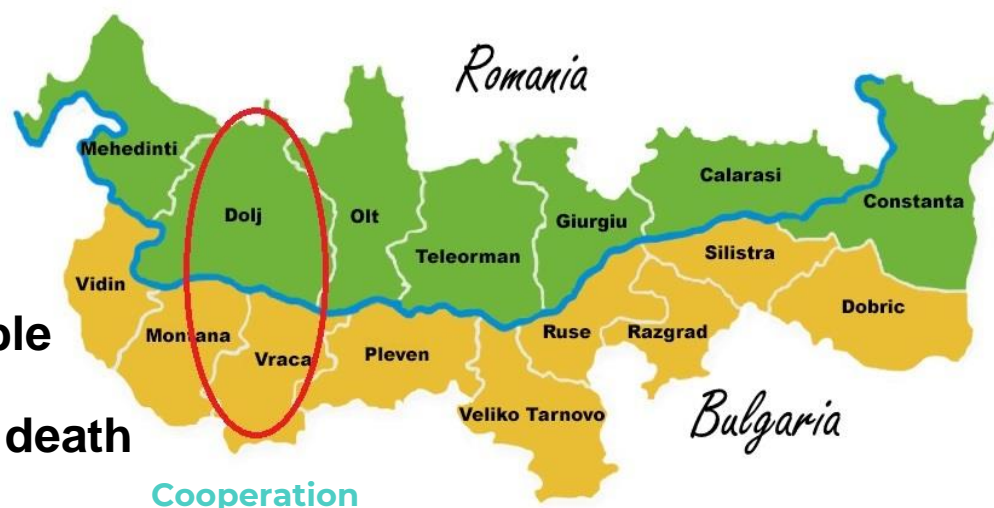 Romania
Mehedinti
Dolj
Olt
Teleorman
Giurgiu
Calarasi
Constanta
Vidin
Montana
Vraca
Pleven
Veliko Tarnovo
Ruse
Razgrad
Silistra
Dobric
Bulgaria
ple
death
Cooperation